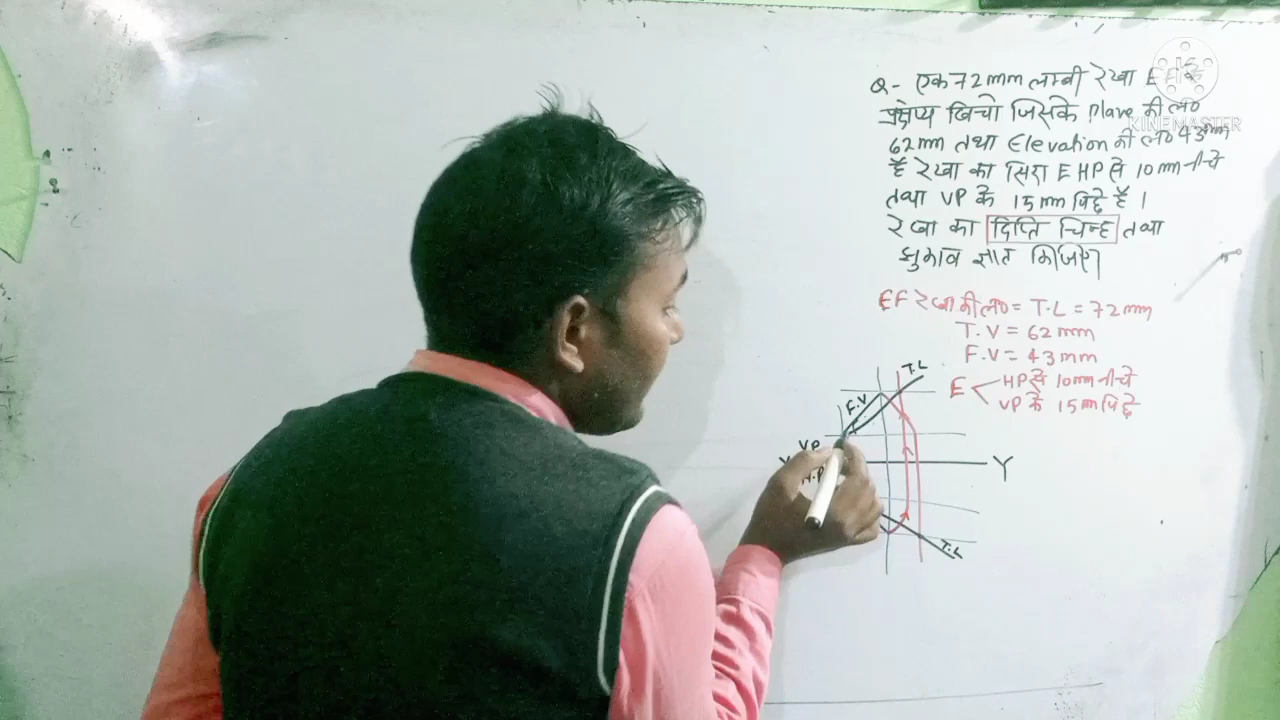 Q- एक 72mm लम्बी रेखा EF के
प्रक्षेप्य खिचो जिसके Plane की ल०
62mm तथा Elevation की ल० 43mm
है रेखा का सिरा E HP से 10mm नीचे
तथा VP के 15mm पिछे है ।
रेखा का दिप्ति चिन्ह तथा
झुकाव ज्ञात किजिए।
EF रेखा की ल० = T.L = 72mm
T.V = 62mm
F.V = 43mm
E HP से 10mm नीचे
VP के 15mm पिछे
T.L
F.V
VP
Y
H.P
T.L
KINEMASTER